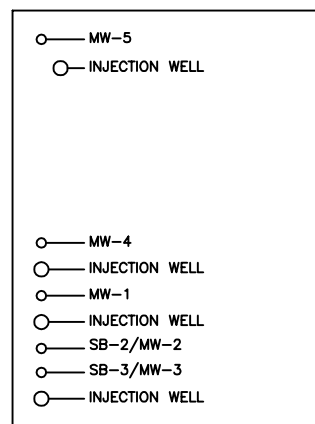 MW-5
INJECTION WELL
MW-4
INJECTION WELL
MW-1
INJECTION WELL
SB-2/MW-2
SB-3/MW-3
INJECTION WELL